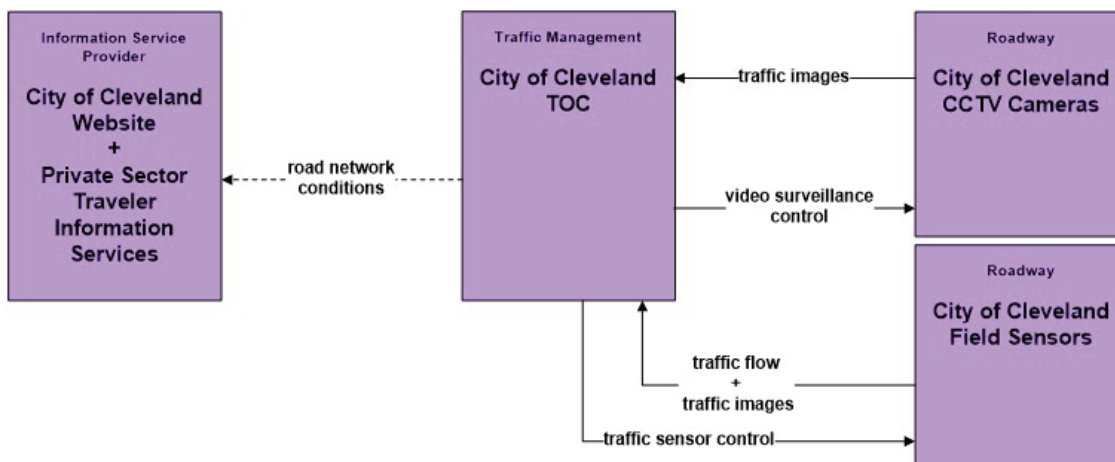 Information Service
Provider
City of Cleveland
Website
+
Private Sector
Traveler
Information
Services
road network
conditions
Traffic Management
City of Cleveland
TOC
traffic images
video surveillance
control
Roadway
City of Cleveland
CCTV Cameras
Roadway
City of Cleveland
Field Sensors
traffic flow
+
traffic images
traffic sensor control